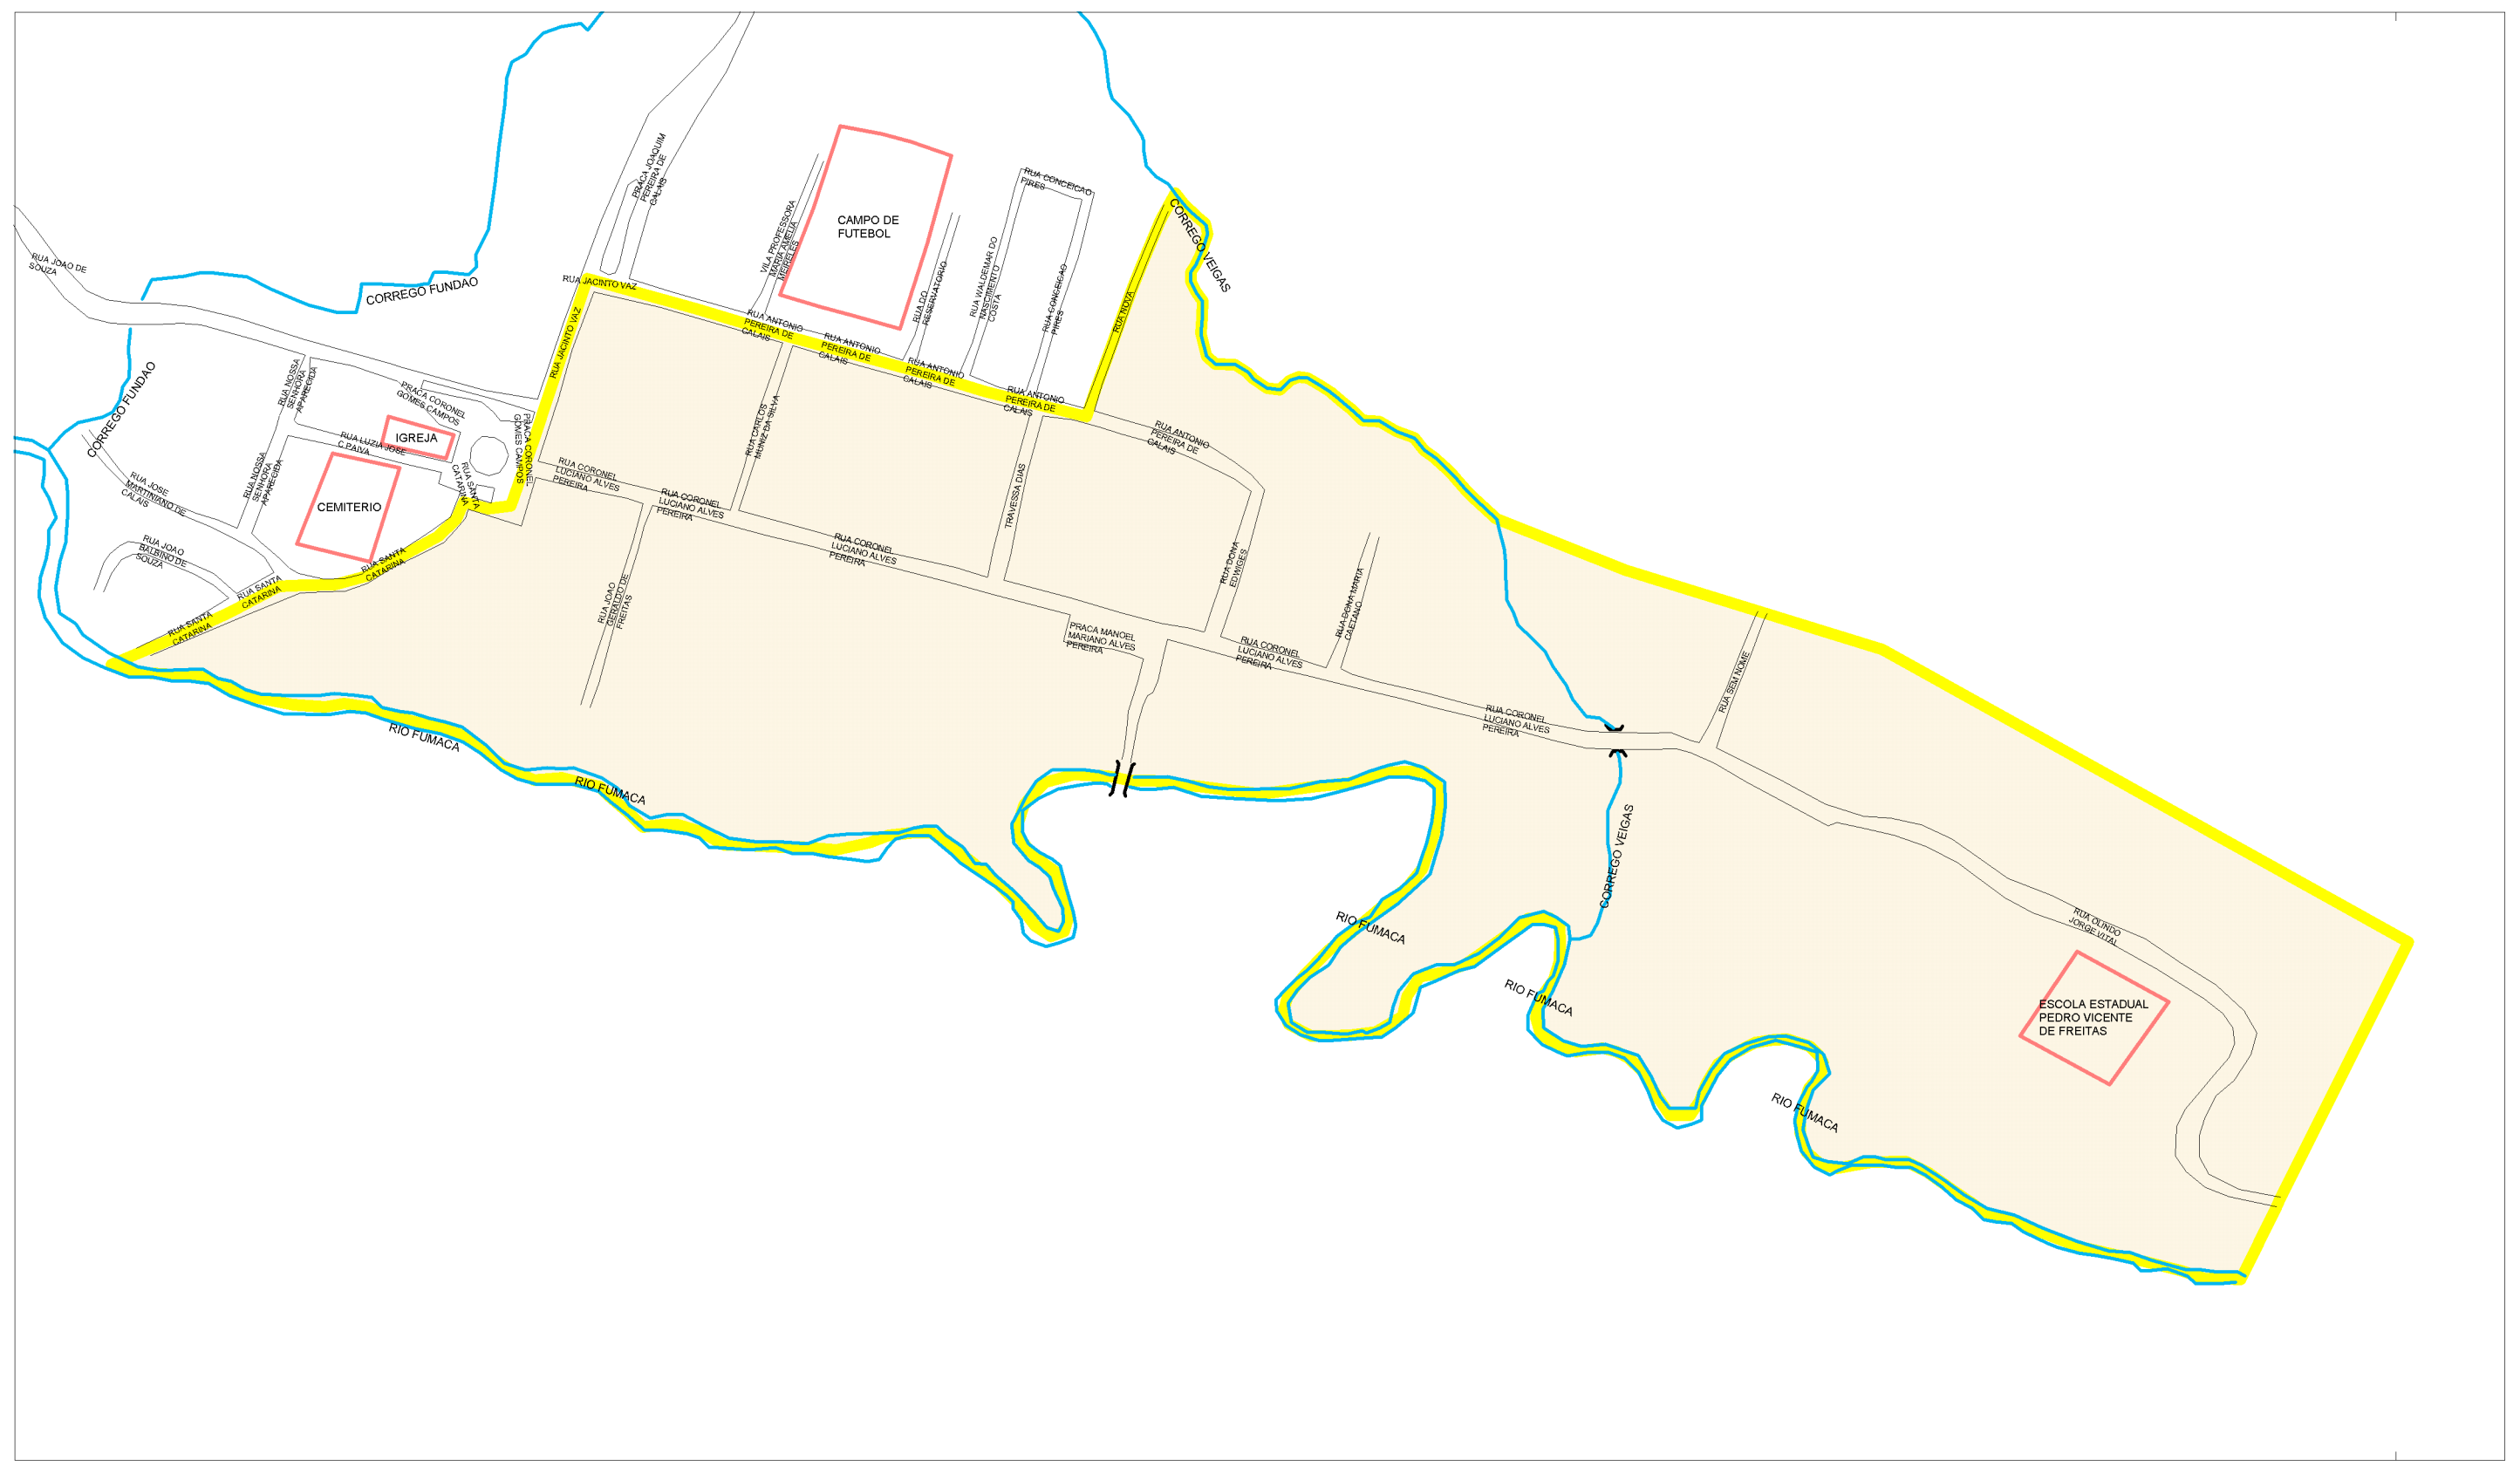 PRACA JOAQUIM
PEREIRA DE
CALAIS
RUA CONCEICAO
PIRES
CAMPO DE
FUTEBOL
VILA PROFESSORA
MARIA AMELIA
MEIRELES
CORREGO VEIGAS
RUA JOAO DE
SOUZA
CORREGO FUNDAO
RUA JACINTO VAZ
RUA DO
RESERVATORIO
RUA WALDEMAR DO
NASCIMENTO
COSTA
RUA CONCEICAO
PIRES
RUA NOVA
RUA JACINTO VAZ
RUA ANTONIO
PEREIRA DE
CALAIS
RUA ANTONIO
PEREIRA DE
CALAIS
RUA ANTONIO
PEREIRA DE
CALAIS
RUA ANTONIO
PEREIRA DE
CALAIS
CORREGO FUNDAO
RUA NOSSA
SENHORA
APARECIDA
PRACA CORONEL
GOMES CAMPOS
IGREJA
RUA LUZIA JOSE
C PAIVA
PRACA CORONEL
GOMES CAMPOS
RUA CARLOS
MUNIZ DA SILVA
RUA ANTONIO
PEREIRA DE
CALAIS
RUA NOSSA
SENHORA
APARECIDA
RUA SANTA
CATARINA
RUA CORONEL
LUCIANO ALVES
PEREIRA
RUA CORONEL
LUCIANO ALVES
PEREIRA
TRAVESSA DIAS
RUA JOSE
MARTINIANO DE
CALAIS
CEMITERIO
RUA JOAO
BALBINO DE
SOUZA
RUA SANTA
CATARINA
RUA CORONEL
LUCIANO ALVES
PEREIRA
RUA DONA
EDWIGES
RUA DONA MARIA
CAETANO
RUA SANTA
CATARINA
RUA JOAO
GERALDO DE
FREITAS
RUA SANTA
CATARINA
PRACA MANOEL
MARIANO ALVES
PEREIRA
RUA CORONEL
LUCIANO ALVES
PEREIRA
RUA SEM NOME
RUA CORONEL
LUCIANO ALVES
PEREIRA
RIO FUMACA
RIO FUMACA
CORREGO VEIGAS
RIO FUMACA
RUA OLINDO
JORGE VITAL
RIO FUMACA
ESCOLA ESTADUAL
PEDRO VICENTE
DE FREITAS
RIO FUMACA